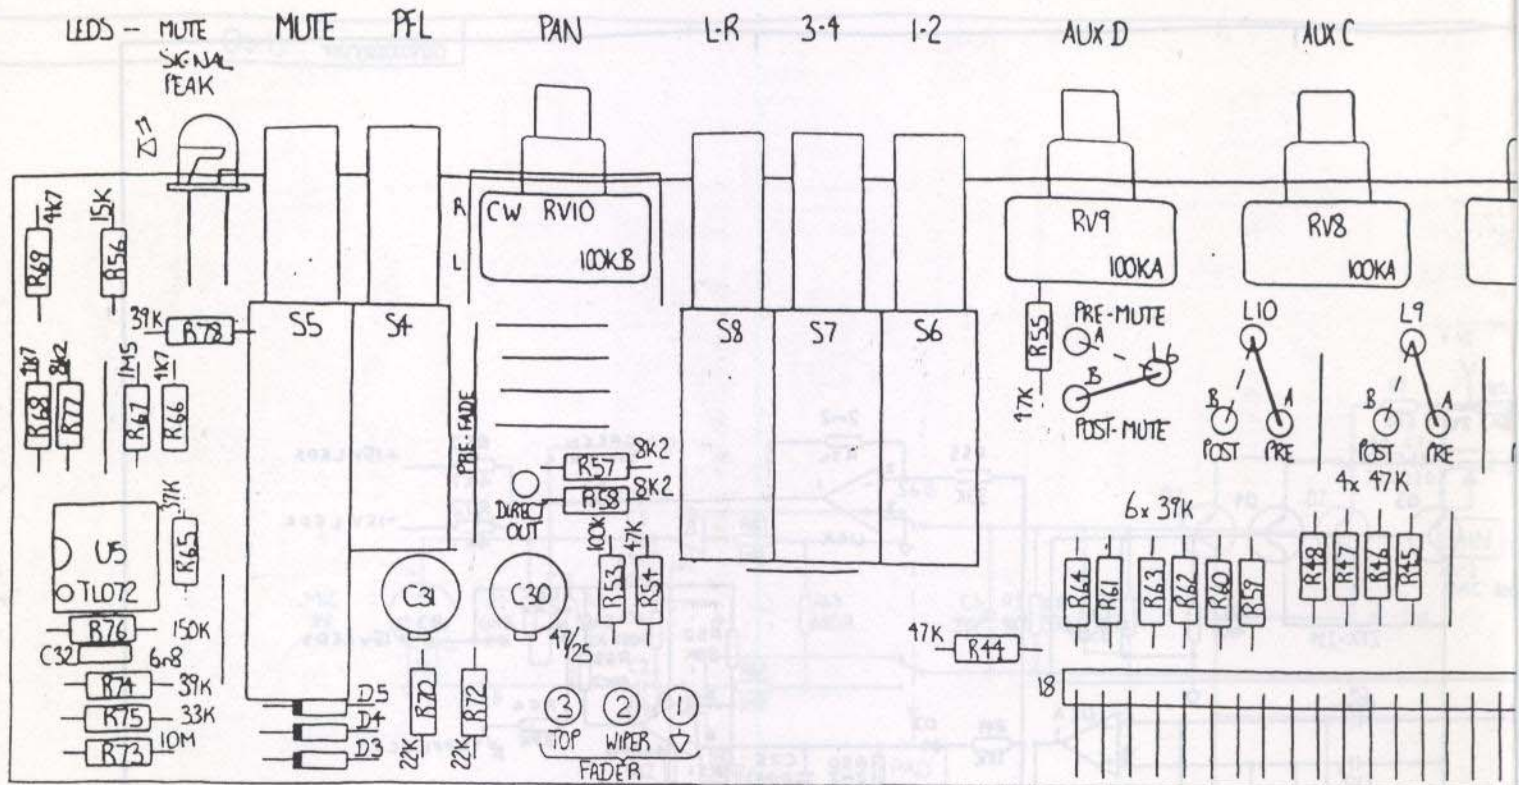 LEDS – MUTE
SIGNAL
PEAK
MUTE
PFL
PAN
L-R
3-4
1-2
AUX D
AUX C
4K7
R69
15K
R56
R
L
CW RV10
100KB
RV9
100KA
RV8
100KA
39K
R78
S5
S4
S8
S7
S6
R55
47K
PRE-MUTE
A
B
POST-MUTE
L10
B
A
POST
PRE
L9
B
A
POST
PRE
R68
8K2
R77
1M5
R67
R66
PRE-FADE
R57
8K2
R58
8K2
DIREC
OUT
U5
TL072
R65
C31
C30
47/25
100K
R53
47K
R54
6x 39K
R64
R61
R63
R62
R60
R59
4x 47K
R48
R47
R46
R45
R76
150K
C32
6n8
R74
39K
R75
33K
R73
10M
D5
D4
D3
R70
22K
R72
22K
3
2
1
TOP
WIPER
FADER
47K
R44
18